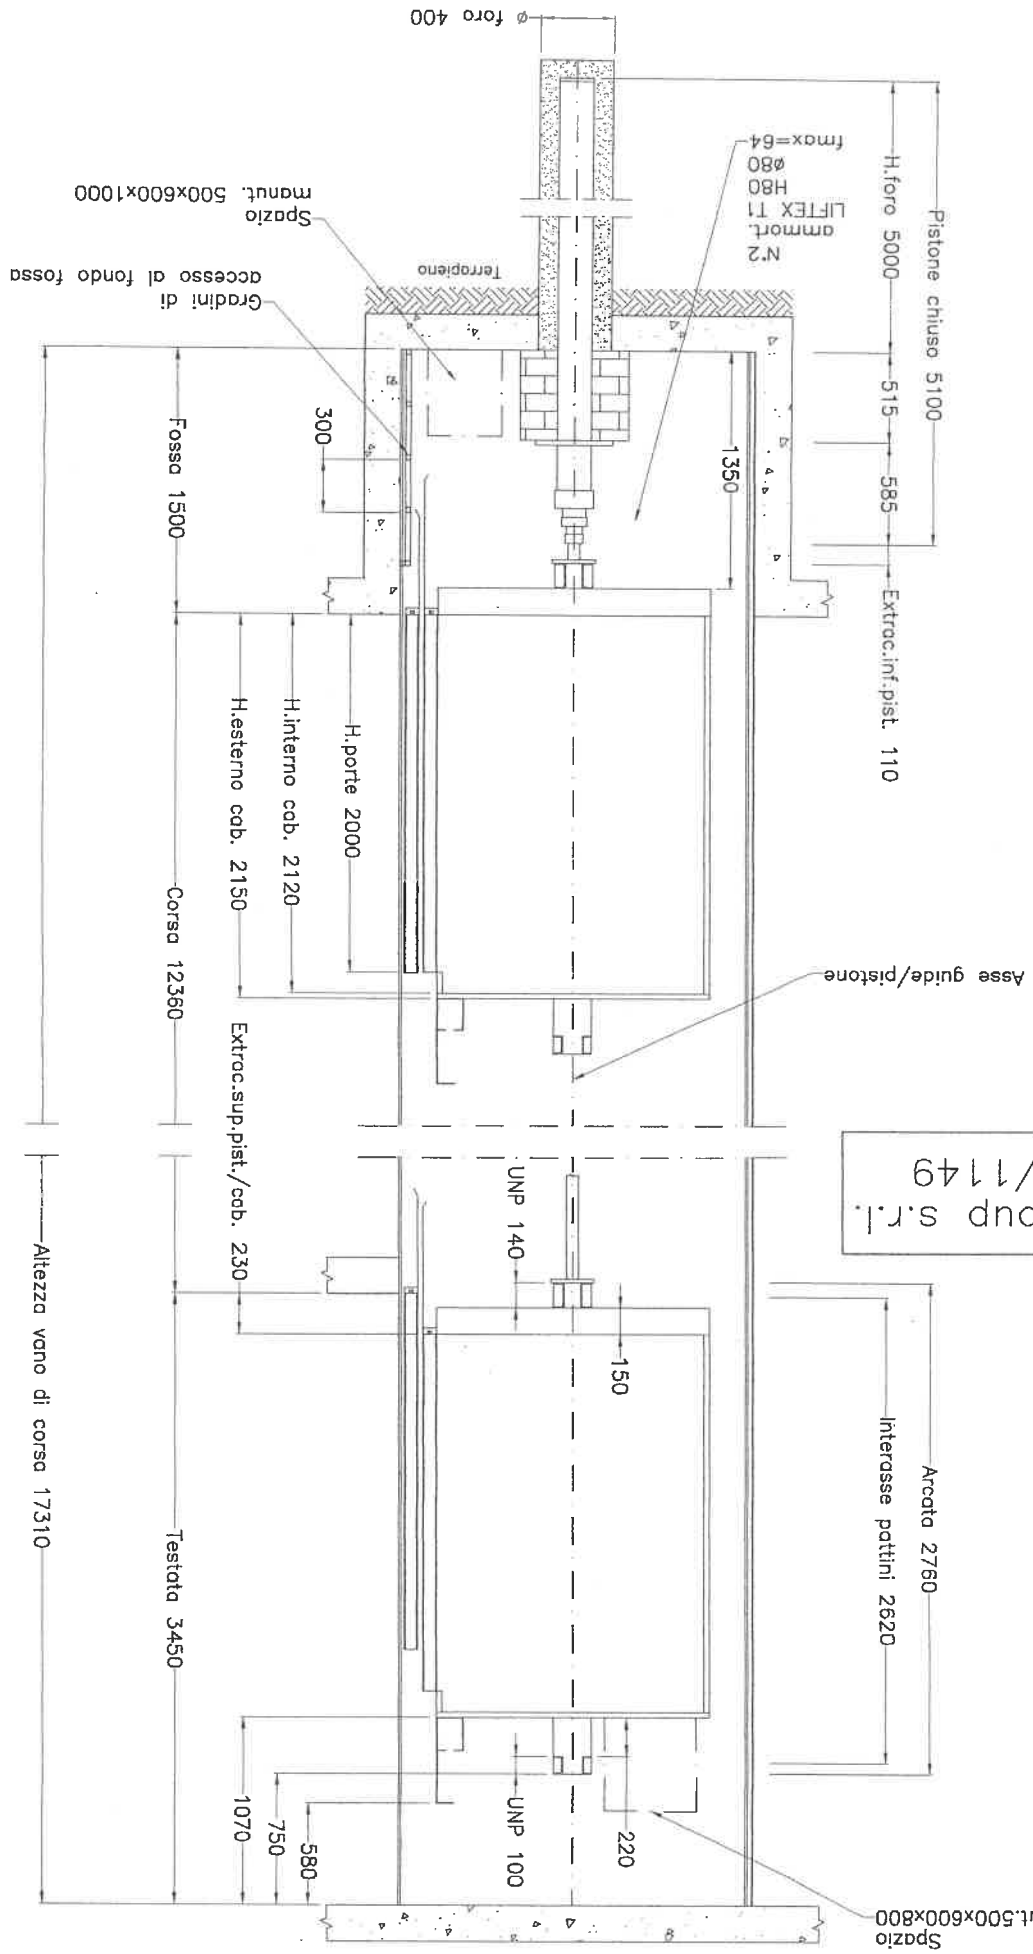 ø foro 400
Pistone chiuso 5100
H.foro 5000
515
585
Extrac.inf.pist. 110
N°2
ammort.
LIFTEX T1
H80
ø80
fmax=64
Spazio
manut. 500x600x1000
Gradini di
accesso al fondo fossa
Terrapieno
300
1350
Fossa 1500
Corsa 12360
H.porte 2000
H.interno cab. 2120
H.esterno cab. 2150
Asse guide/pistone
Extrac.sup.pist./cab. 230
UNP 140
150
oup s.r.l.
/1149
Arcata 2760
Interasse pattini 2620
Testata 3450
Altezza vano di corsa 17310
1070
750
580
UNP 100
220
Spazio
ut.500x600x800